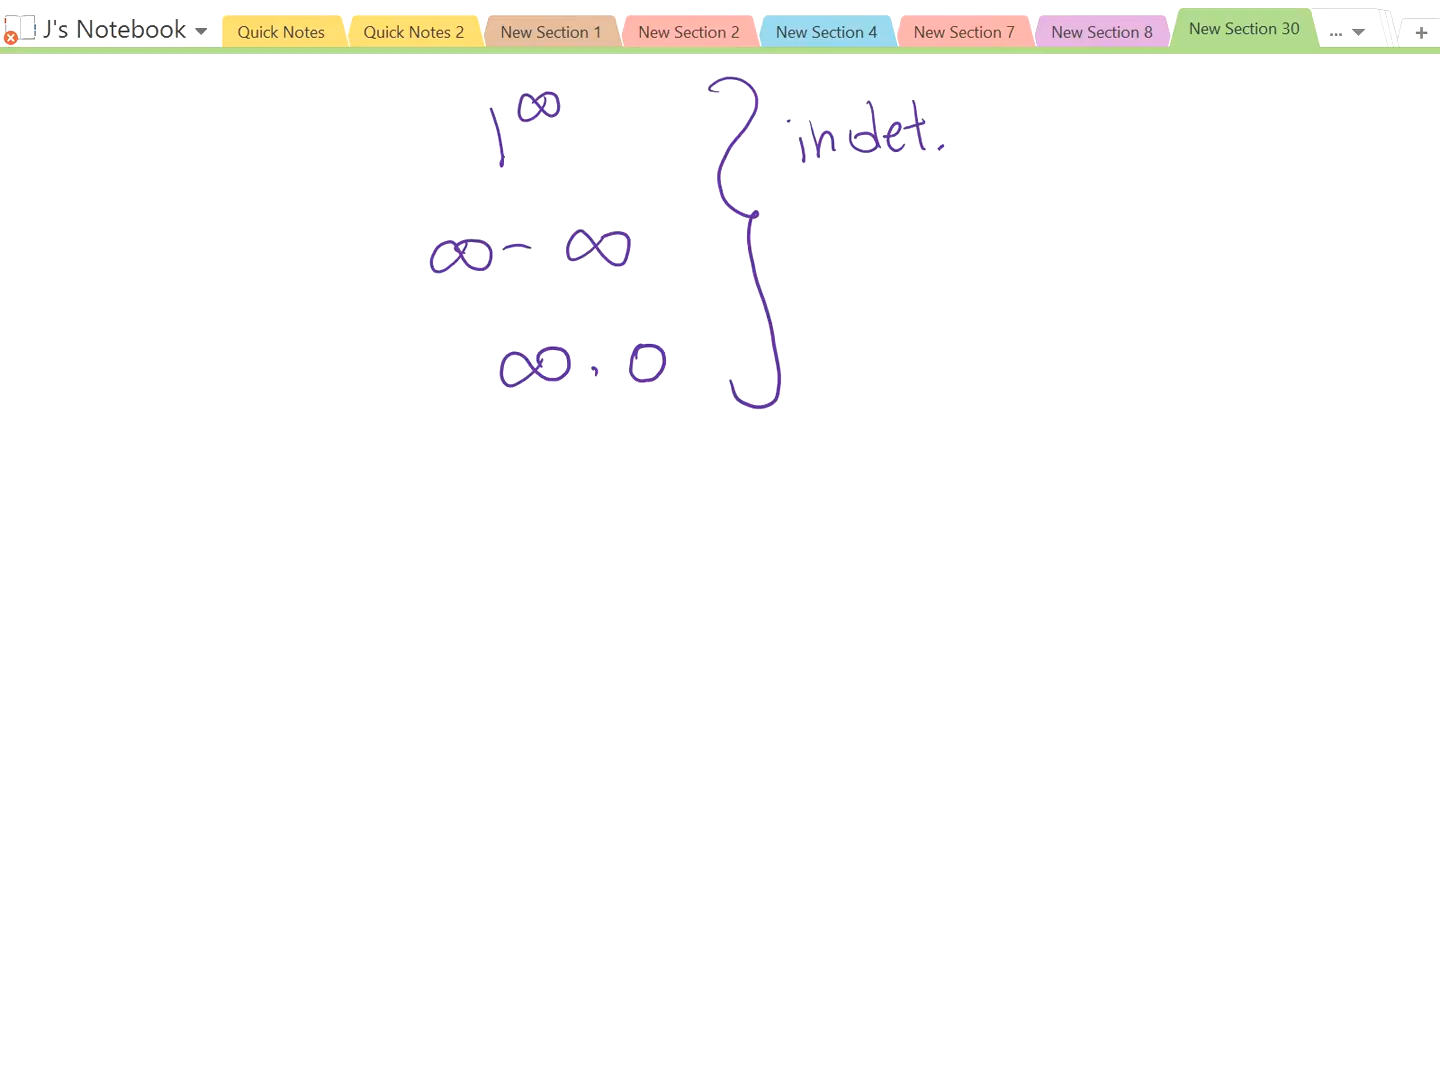 J's Notebook Quick Notes Quick Notes 2 New Section 1 New Section 2 New Section 4 New Section 7 New Section 8 New Section 30 ... +
1^∞ } indet.
∞ - ∞
∞ . 0